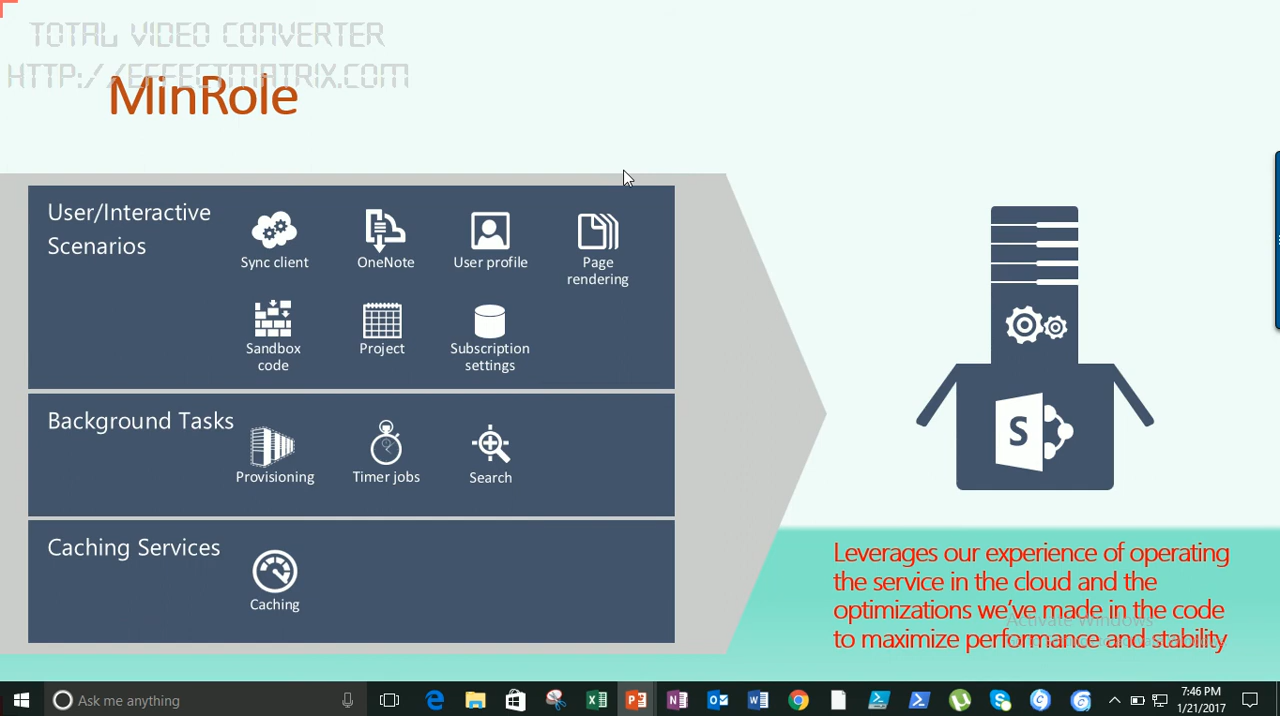 TOTAL VIDEO CONVERTER
HTTP://EFFECTMATRIX.COM
MinRole
User/Interactive
Scenarios
Sync client
OneNote
User profile
Page
rendering
Sandbox
code
Project
Subscription
settings
Background Tasks
Provisioning
Timer jobs
Search
Caching Services
Caching
S
Leverages our experience of operating
the service in the cloud and the
optimizations we've made in the code
to maximize performance and stability
Activate Windows
Ask me anything
7:46 PM
1/21/2017